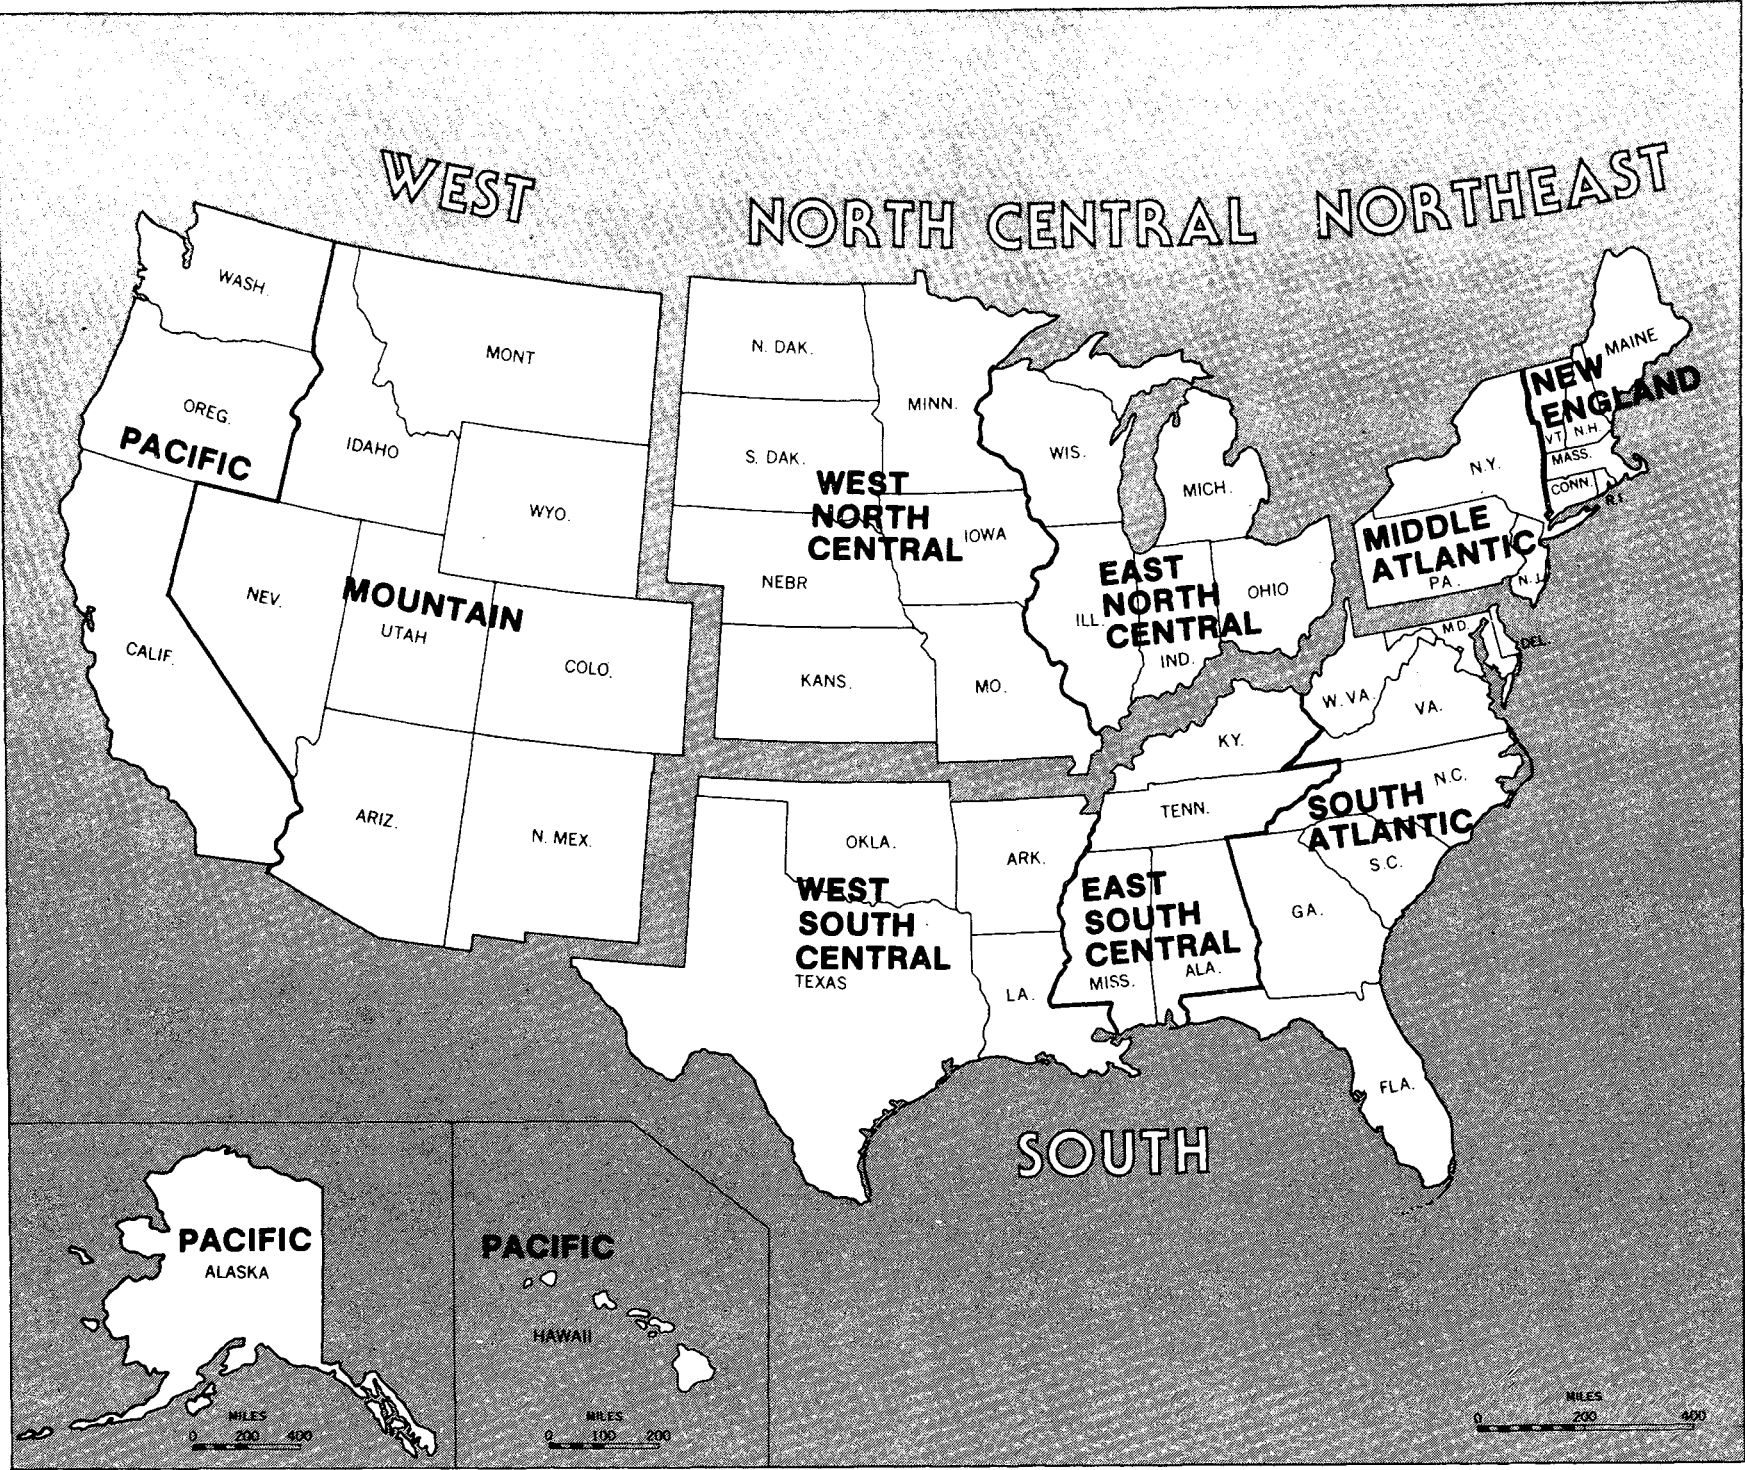 WEST
NORTH CENTRAL
NORTHEAST
WASH.
MONT
OREG.
IDAHO
PACIFIC
WYO.
NEV.
MOUNTAIN
UTAH
COLO.
CALIF.
ARIZ.
N. MEX.
N. DAK.
MINN.
S. DAK.
WEST
NORTH
CENTRAL
IOWA
NEBR
KANS.
MO.
WIS.
MICH.
EAST
NORTH
CENTRAL
ILL.
OHIO
IND.
MAINE
NEW
ENGLAND
VT.
N.H.
MASS.
CONN.
R.I.
N.Y.
MIDDLE
ATLANTIC
PA.
N.J.
MD.
DEL.
W. VA.
VA.
KY.
N.C.
TENN.
SOUTH
ATLANTIC
S.C.
GA.
OKLA.
ARK.
WEST
SOUTH
CENTRAL
TEXAS
LA.
EAST
SOUTH
CENTRAL
MISS.
ALA.
FLA.
SOUTH
PACIFIC
ALASKA
MILES
0 200 400
PACIFIC
HAWAII
MILES
0 100 200
MILES
0 200 400